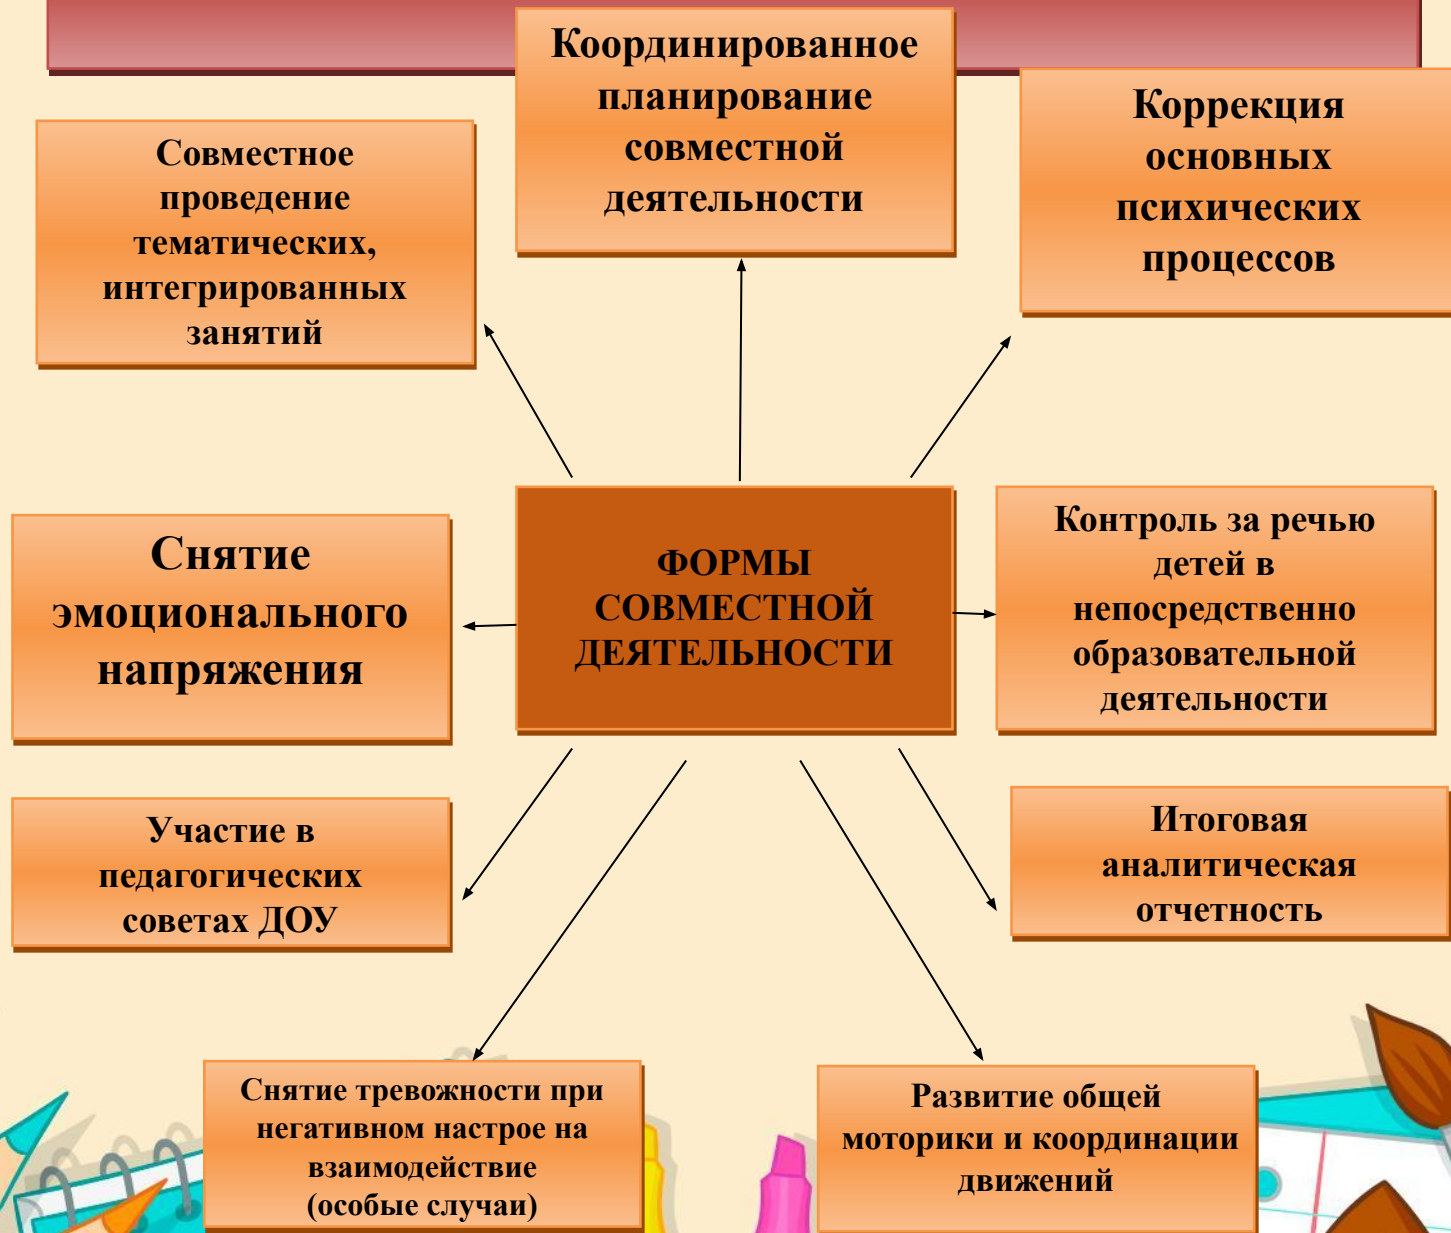 Координированное
планирование
совместной
деятельности
Коррекция
основных
психических
процессов
Совместное
проведение
тематических,
интегрированных
занятий
ФОРМЫ
СОВМЕСТНОЙ
ДЕЯТЕЛЬНОСТИ
Снятие
эмоционального
напряжения
Контроль за речью
детей в
непосредственно
образовательной
деятельности
Участие в
педагогических
советах ДОУ
Итоговая
аналитическая
отчетность
Снятие тревожности при
негативном настрое на
взаимодействие
(особые случаи)
Развитие общей
моторики и координации
движений